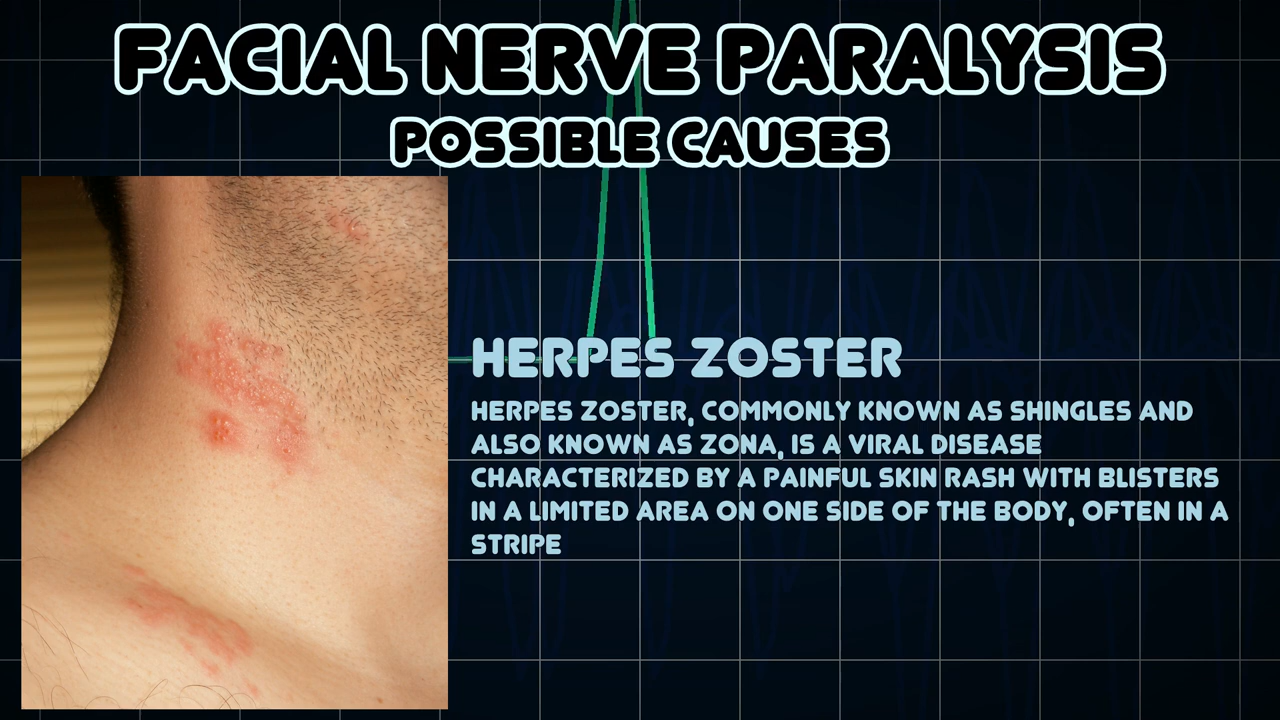 FACIAL NERVE PARALYSIS
POSSIBLE CAUSES
HERPES ZOSTER
HERPES ZOSTER, COMMONLY KNOWN AS SHINGLES AND
ALSO KNOWN AS ZONA, IS A VIRAL DISEASE
CHARACTERIZED BY A PAINFUL SKIN RASH WITH BLISTERS
IN A LIMITED AREA ON ONE SIDE OF THE BODY, OFTEN IN A
STRIPE